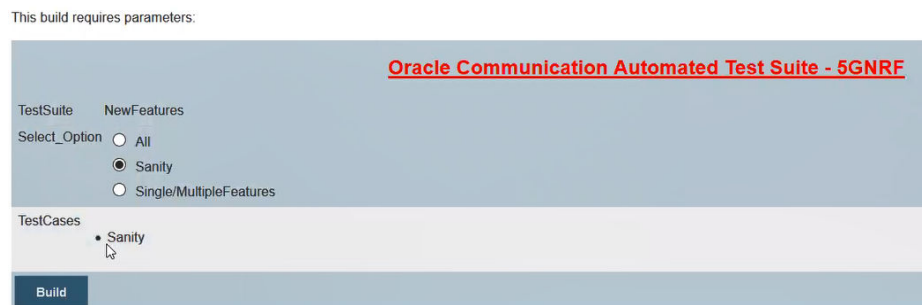 This build requires parameters:
Oracle Communication Automated Test Suite - 5GNRF
TestSuite NewFeatures
Select_Option All
Sanity
Single/MultipleFeatures
TestCases
Sanity
Build